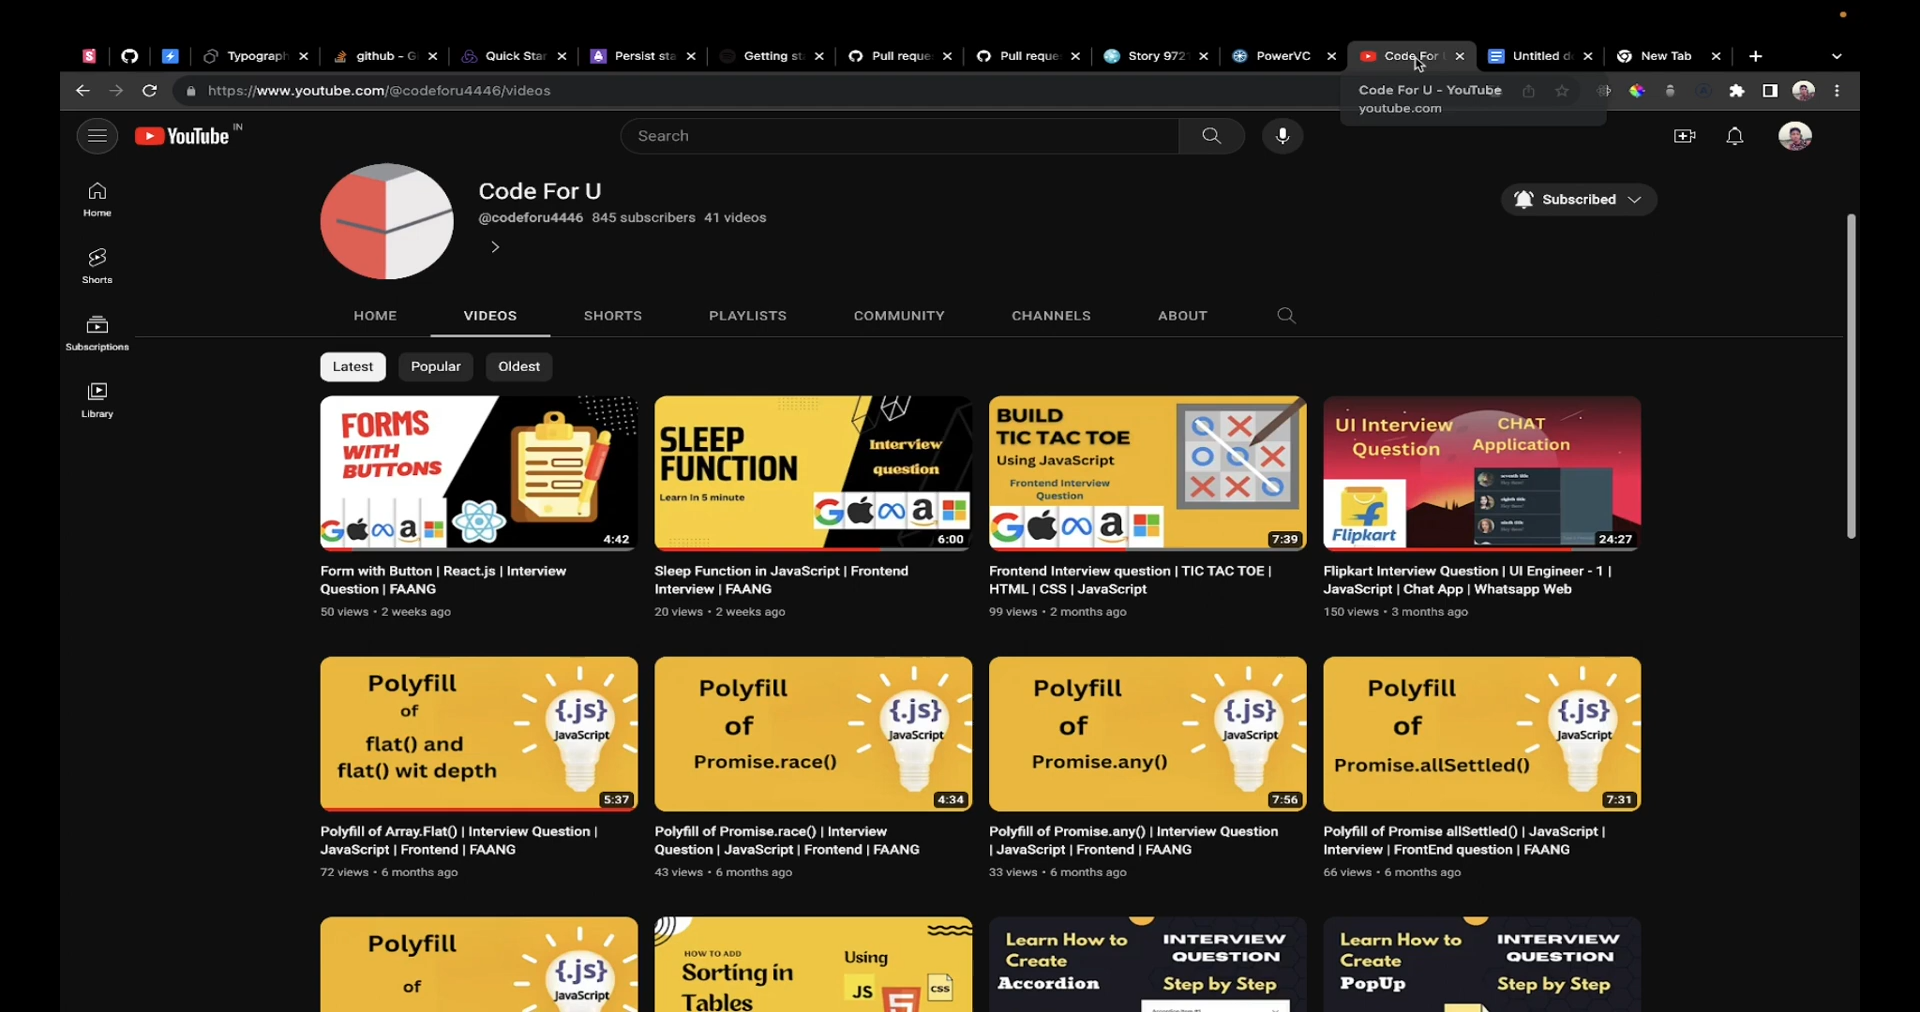 Typograph
github - G
Quick Star
Persist sta
Getting sta
Pull reque
Pull reque
Story 972
PowerVC
Code For U
Untitled d
New Tab
https://www.youtube.com/@codeforu4446/videos
Code For U - YouTube
youtube.com
YouTube IN
Search
Home
Shorts
Subscriptions
Library
Code For U
@codeforu4446 845 subscribers 41 videos
Subscribed
HOME VIDEOS SHORTS PLAYLISTS COMMUNITY CHANNELS ABOUT
Latest Popular Oldest
FORMS
WITH
BUTTONS
4:42
Form with Button | React.js | Interview
Question | FAANG
50 views • 2 weeks ago
SLEEP
FUNCTION
Learn In 5 minute
Interview
question
6:00
Sleep Function in JavaScript | Frontend
Interview | FAANG
20 views • 2 weeks ago
BUILD
TIC TAC TOE
Using JavaScript
Frontend Interview
Question
7:39
Frontend Interview question | TIC TAC TOE |
HTML | CSS | JavaScript
99 views • 2 months ago
UI Interview
Question
CHAT
Application
Flipkart
24:27
Flipkart Interview Question | UI Engineer - 1 |
JavaScript | Chat App | Whatsapp Web
150 views • 3 months ago
Polyfill
of
flat() and
flat() wit depth
{.js}
JavaScript
5:37
Polyfill of Array.Flat() | Interview Question |
JavaScript | Frontend | FAANG
72 views • 6 months ago
Polyfill
of
Promise.race()
{.js}
JavaScript
4:34
Polyfill of Promise.race() | Interview
Question | JavaScript | Frontend | FAANG
43 views • 6 months ago
Polyfill
of
Promise.any()
{.js}
JavaScript
7:56
Polyfill of Promise.any() | Interview Question
| JavaScript | Frontend | FAANG
33 views • 6 months ago
Polyfill
of
Promise.allSettled()
{.js}
JavaScript
7:31
Polyfill of Promise allSettled() | JavaScript |
Interview | FrontEnd question | FAANG
66 views • 6 months ago
Polyfill
of
{.js}
JavaScript
HOW TO ADD
Sorting in
Tables
Using
JS
CSS
Learn How to
Create
Accordion
INTERVIEW
QUESTION
Step by Step
Learn How to
Create
PopUp
INTERVIEW
QUESTION
Step by Step